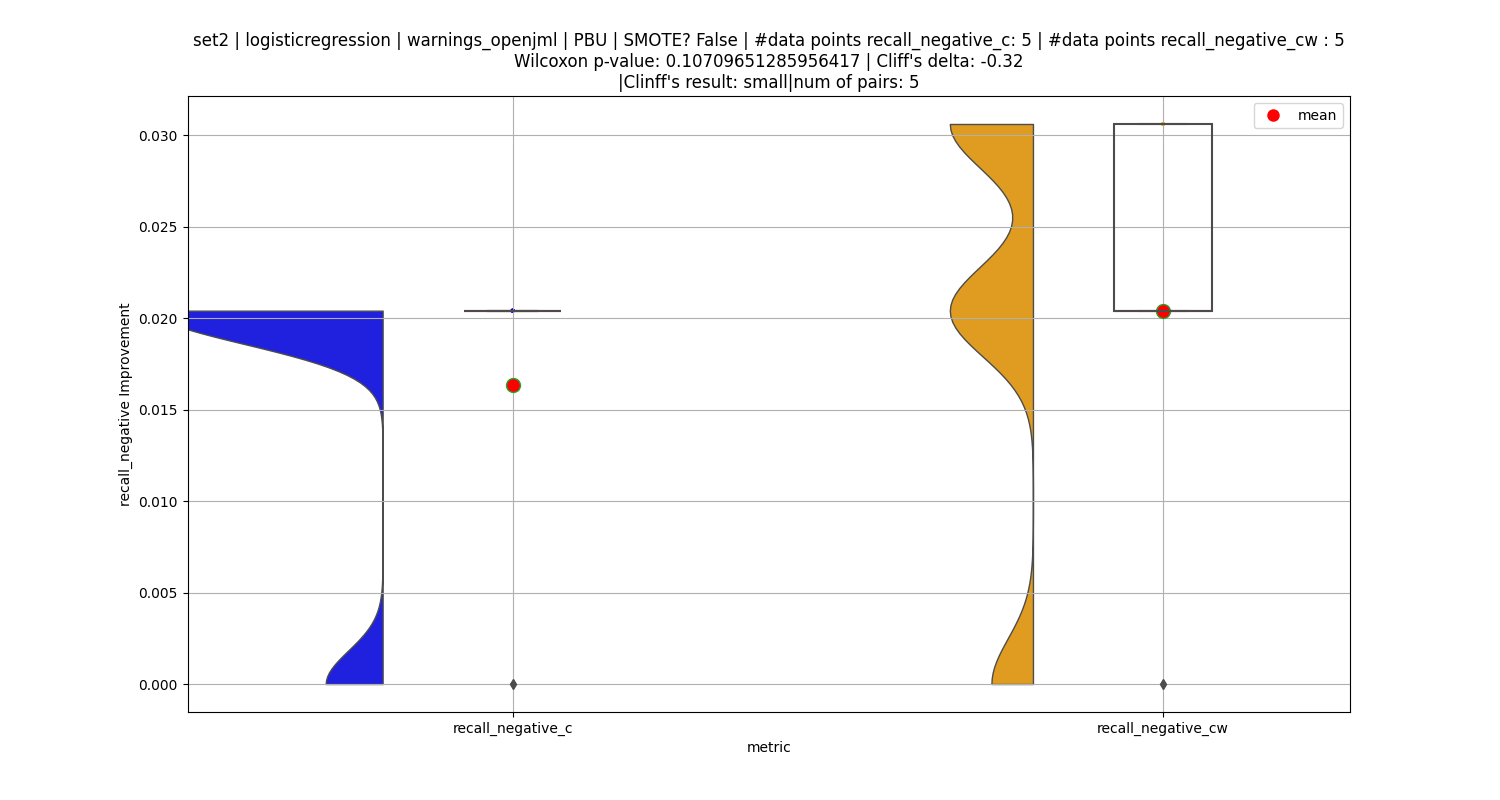 set2 | logisticregression | warnings_openjml | PBU | SMOTE? False | #data points recall_negative_c: 5 | #data points recall_negative_cw : 5
Wilcoxon p-value: 0.10709651285956417 | Cliff's delta: -0.32
|Clinff's result: small|num of pairs: 5
mean
0.030
0.025
0.020
0.015
0.010
0.005
0.000
recall_negative Improvement
recall_negative_c
recall_negative_cw
metric